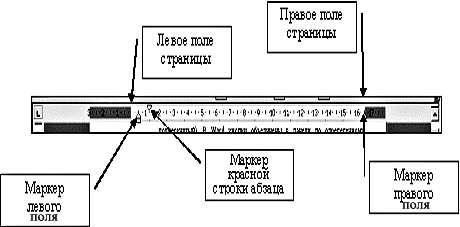 Левое поле
страницы
Правое поле
страницы
1 · 2 · 3 · 4 · 5 · 6 · 7 · 8 · 9 · 10 · 11 · 12 · 13 · 14 · 15 · 16
Маркер
левого
поля
Маркер
красной
строки абзаца
Маркер
правого
поля